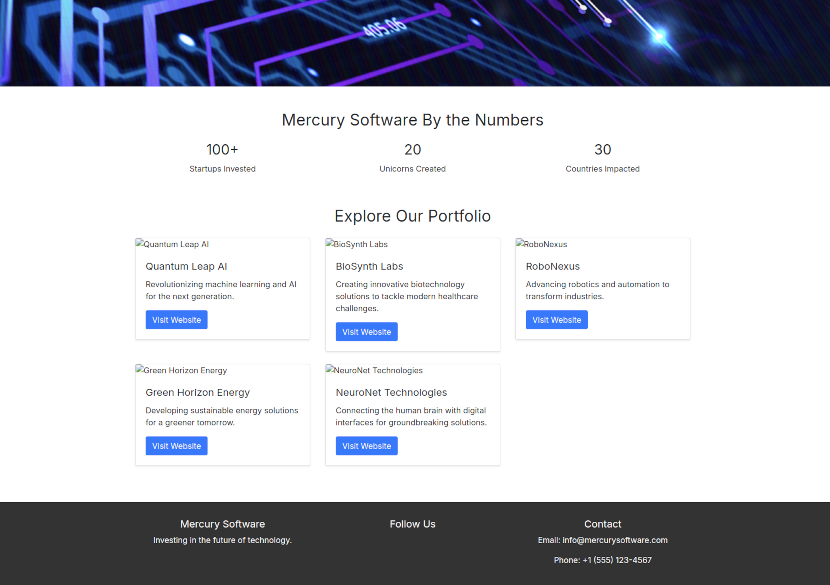 405.06
Mercury Software By the Numbers
100+
Startups Invested
20
Unicorns Created
30
Countries Impacted
Explore Our Portfolio
Quantum Leap AI
Quantum Leap AI
Revolutionizing machine learning and AI
for the next generation.
Visit Website
BioSynth Labs
BioSynth Labs
Creating innovative biotechnology
solutions to tackle modern healthcare
challenges.
Visit Website
RoboNexus
RoboNexus
Advancing robotics and automation to
transform industries.
Visit Website
Green Horizon Energy
Green Horizon Energy
Developing sustainable energy solutions
for a greener tomorrow.
Visit Website
NeuroNet Technologies
NeuroNet Technologies
Connecting the human brain with digital
interfaces for groundbreaking solutions.
Visit Website
Mercury Software
Investing in the future of technology.
Follow Us
Contact
Email: info@mercurysoftware.com
Phone: +1 (555) 123-4567